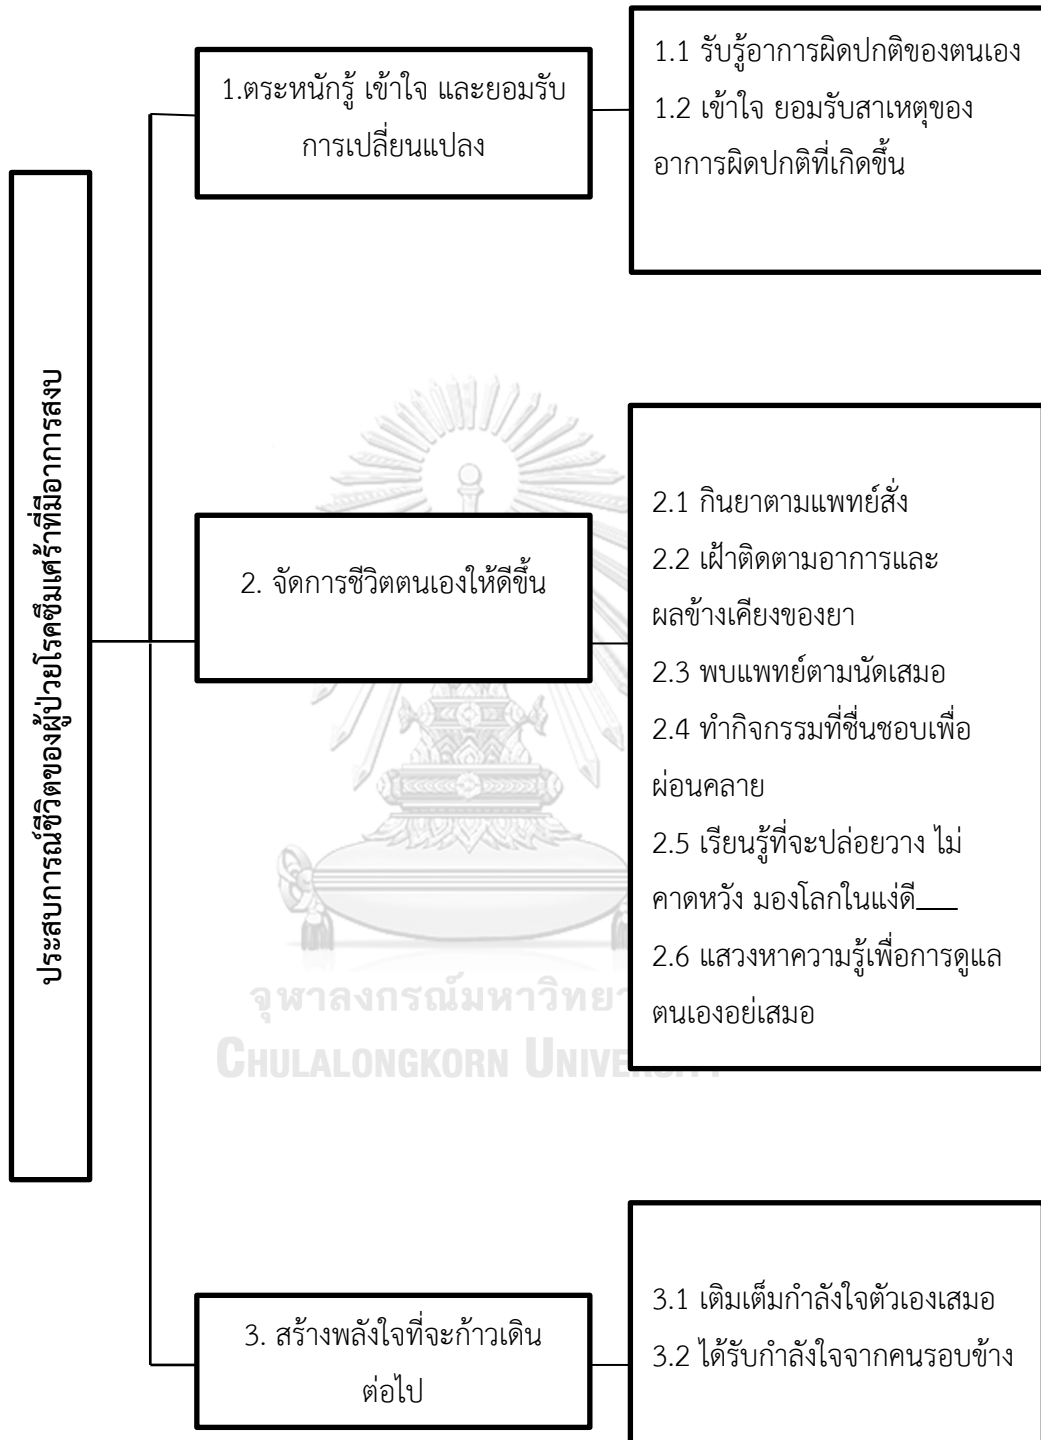 ประสบการณ์ชีวิตของผู้ป่วยโรคซึมเศร้าที่มีอาการสงบ
1.ตระหนักรู้ เข้าใจ และยอมรับ
การเปลี่ยนแปลง
1.1 รับรู้อาการผิดปกติของตนเอง
1.2 เข้าใจ ยอมรับสาเหตุของ
อาการผิดปกติที่เกิดขึ้น
2. จัดการชีวิตตนเองให้ดีขึ้น
2.1 กินยาตามแพทย์สั่ง
2.2 เฝ้าติดตามอาการและ
ผลข้างเคียงของยา
2.3 พบแพทย์ตามนัดเสมอ
2.4 ทำกิจกรรมที่ชื่นชอบเพื่อ
ผ่อนคลาย
2.5 เรียนรู้ที่จะปล่อยวาง ไม่
คาดหวัง มองโลกในแง่ดี
2.6 แสวงหาความรู้เพื่อการดูแล
ตนเองอย่เสมอ
3. สร้างพลังใจที่จะก้าวเดิน
ต่อไป
3.1 เติมเต็มกำลังใจตัวเองเสมอ
3.2 ได้รับกำลังใจจากคนรอบข้าง
จุฬาลงกรณ์มหาวิทยา
CHULALONGKORN UNIVERSITY